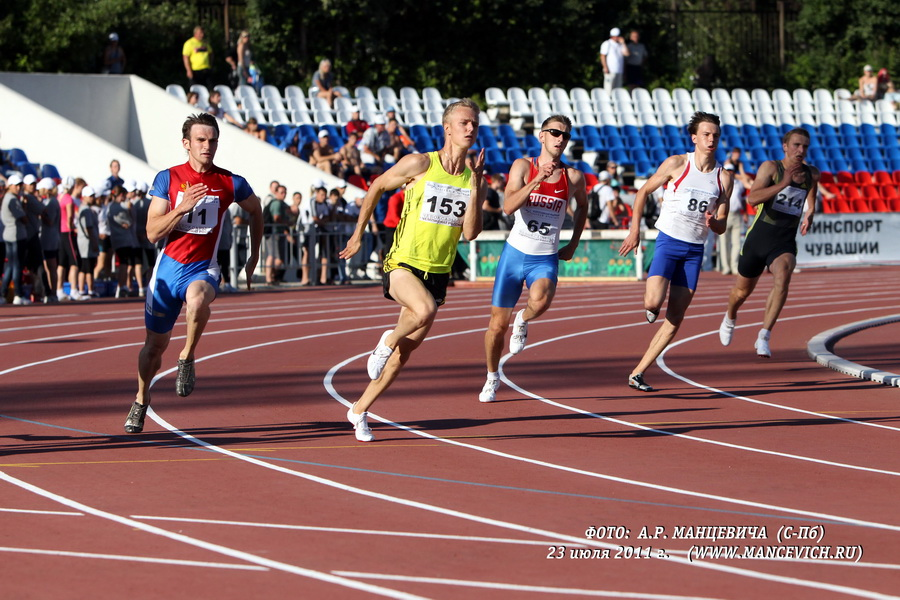 11
153
RUSSIA
65
86
214
ИНСПОРТ
ЧУВАШИИ
ФОТО: А.Р. МАНЦЕВИЧА (С-Пб)
23 июля 2011 г. (WWW.MANCEVICH.RU)